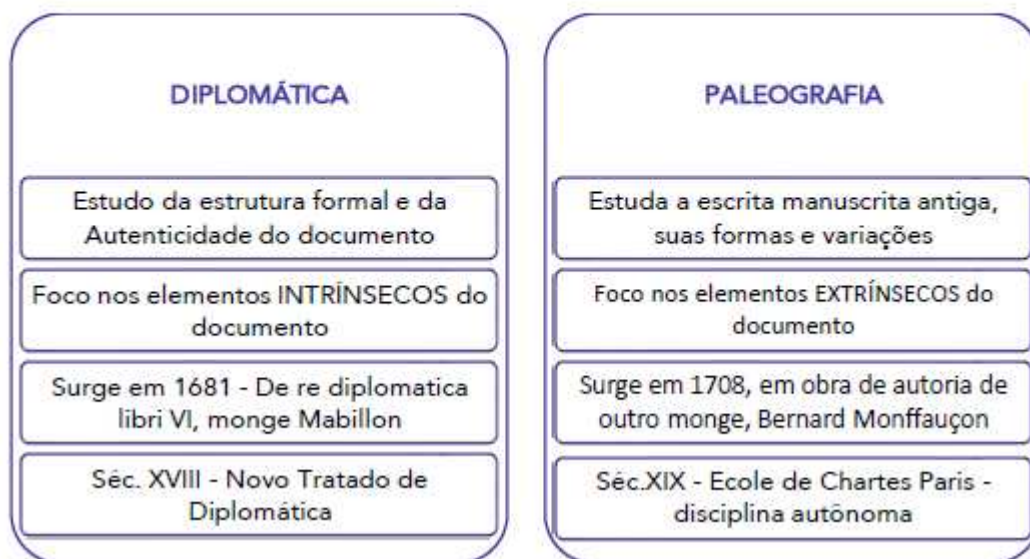 DIPLOMÁTICA
Estudo da estrutura formal e da
Autenticidade do documento
Foco nos elementos INTRÍNSECOS do
documento
Surge em 1681 - De re diplomatica
libri VI, monge Mabillon
Séc. XVIII - Novo Tratado de
Diplomática
PALEOGRAFIA
Estuda a escrita manuscrita antiga,
suas formas e variações
Foco nos elementos EXTRÍNSECOS do
documento
Surge em 1708, em obra de autoria de
outro monge, Bernard Monffauçon
Séc.XIX - Ecole de Chartes Paris -
disciplina autônoma